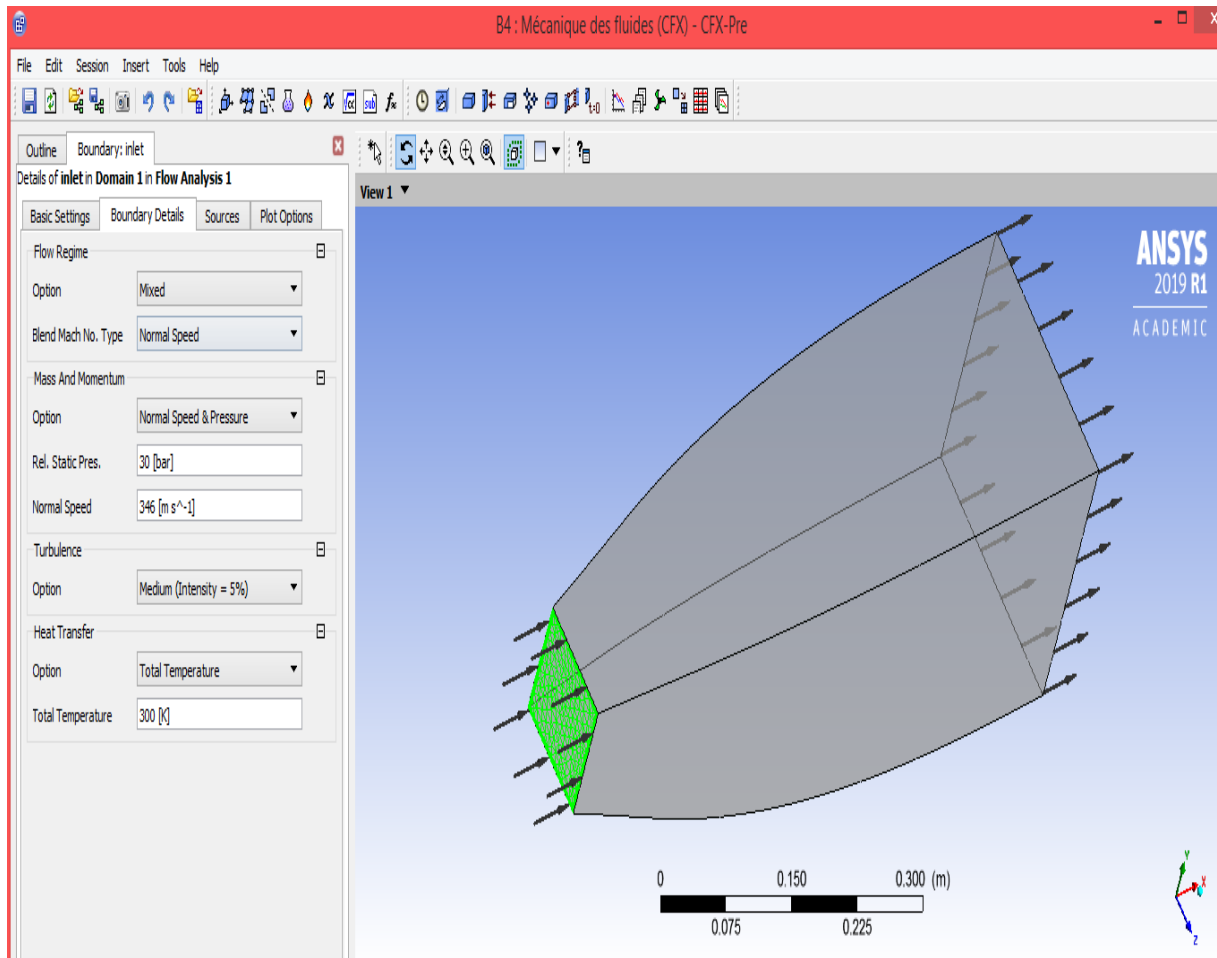 B4 : Mécanique des fluides (CFX) - CFX-Pre
File Edit Session Insert Tools Help
Outline Boundary: inlet
Details of inlet in Domain 1 in Flow Analysis 1
Basic Settings Boundary Details Sources Plot Options
Flow Regime
Option Mixed
Blend Mach No. Type Normal Speed
Mass And Momentum
Option Normal Speed & Pressure
Rel. Static Pres. 30 [bar]
Normal Speed 346 [m s^-1]
Turbulence
Option Medium (Intensity = 5%)
Heat Transfer
Option Total Temperature
Total Temperature 300 [K]
View 1
ANSYS
2019 R1
ACADEMIC
0 0.150 0.300 (m)
0.075 0.225
Y
X
Z